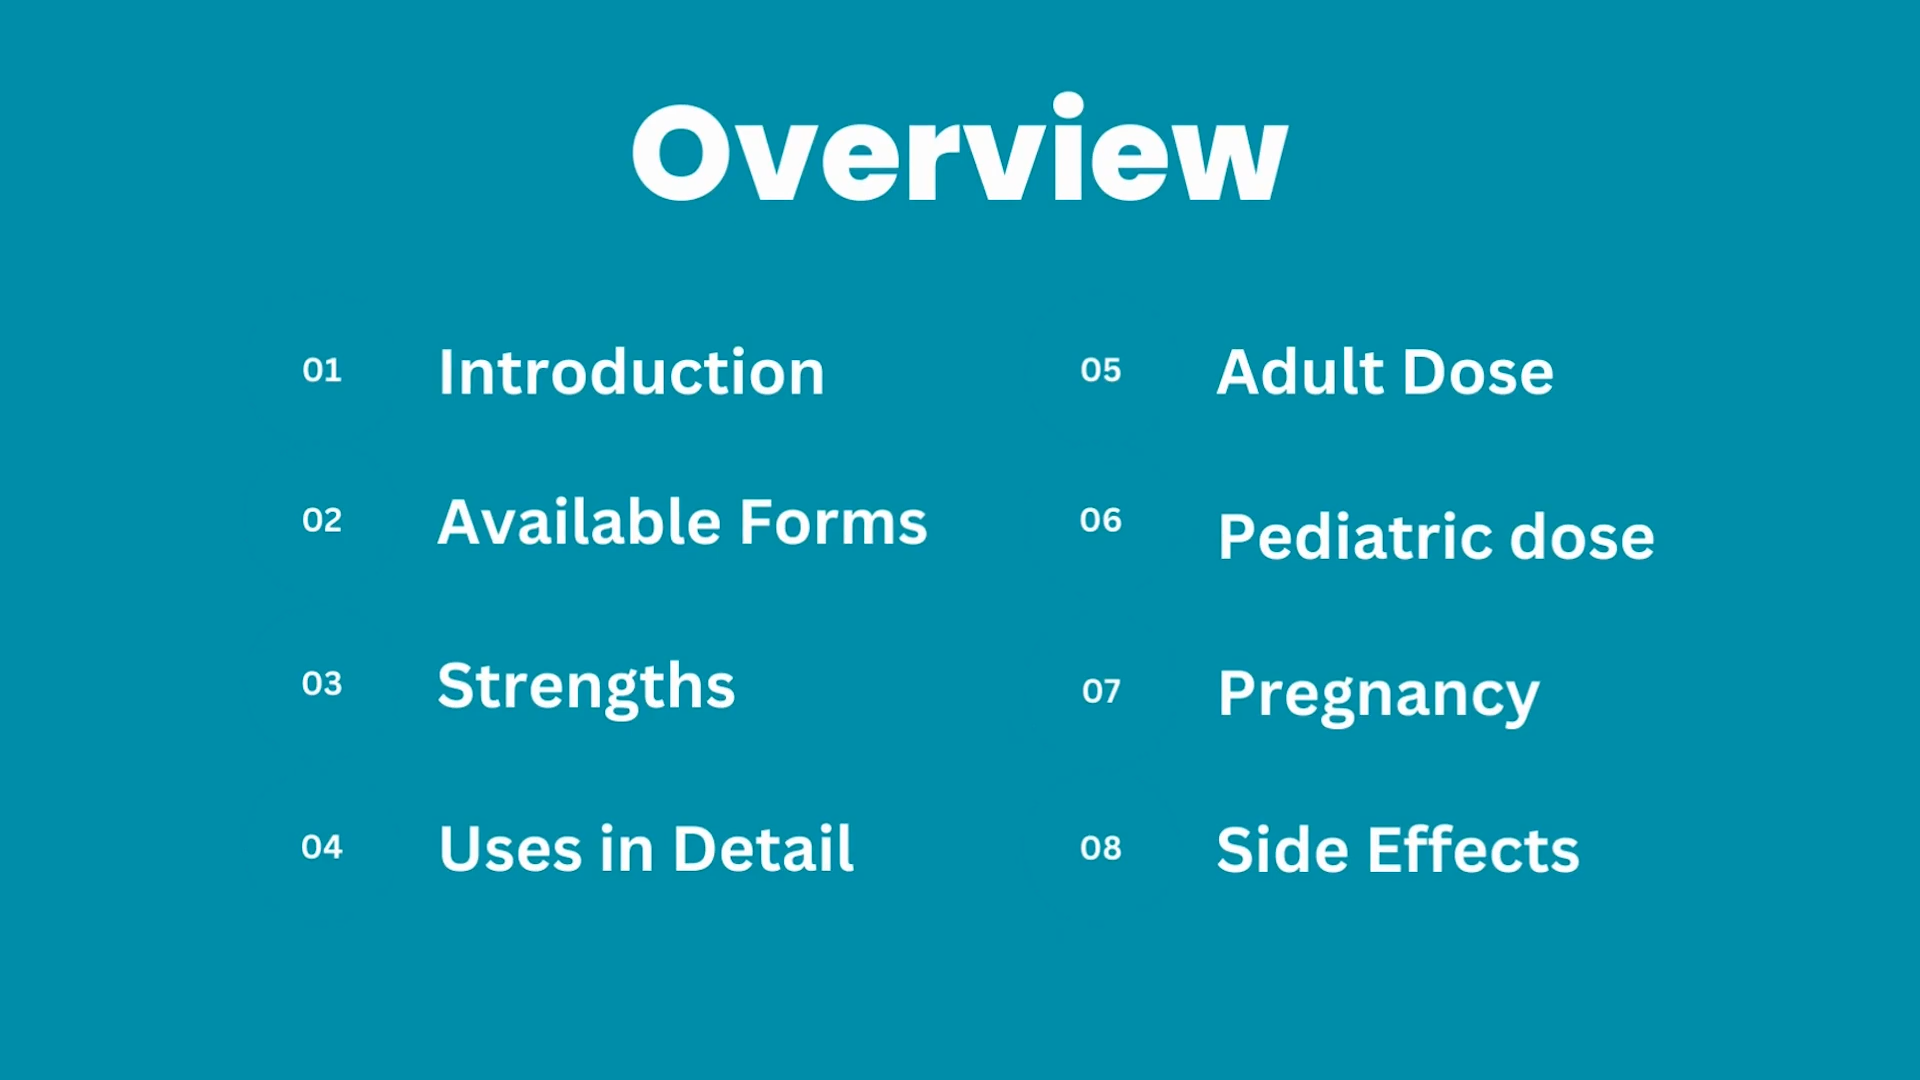 Overview
01 Introduction
02 Available Forms
03 Strengths
04 Uses in Detail
05 Adult Dose
06 Pediatric dose
07 Pregnancy
08 Side Effects